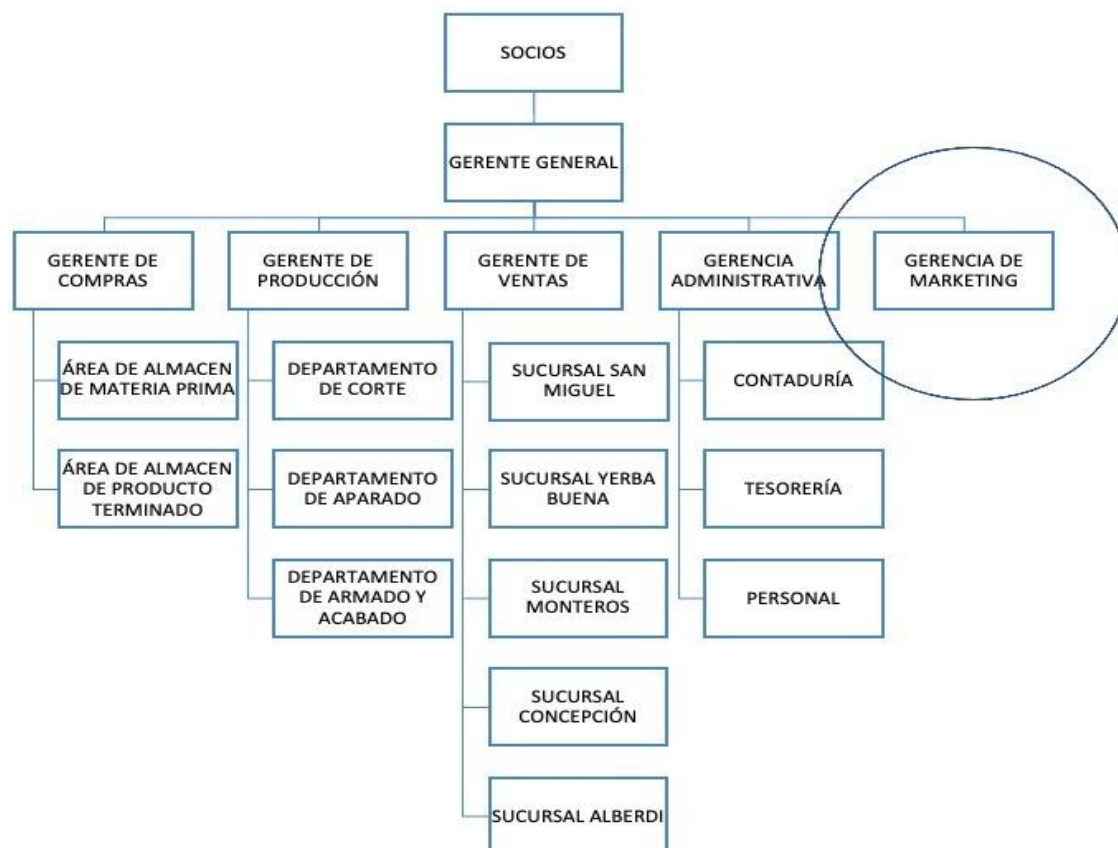 SOCIOS
GERENTE GENERAL
GERENTE DE
COMPRAS
GERENTE DE
PRODUCCIÓN
GERENTE DE
VENTAS
GERENCIA
ADMINISTRATIVA
GERENCIA DE
MARKETING
ÁREA DE ALMACEN
DE MATERIA PRIMA
ÁREA DE ALMACEN
DE PRODUCTO
TERMINADO
DEPARTAMENTO
DE CORTE
DEPARTAMENTO
DE APARADO
DEPARTAMENTO
DE ARMADO Y
ACABADO
SUCURSAL SAN
MIGUEL
SUCURSAL YERBA
BUENA
SUCURSAL
MONTEROS
SUCURSAL
CONCEPCIÓN
SUCURSAL ALBERDI
CONTADURÍA
TESORERÍA
PERSONAL